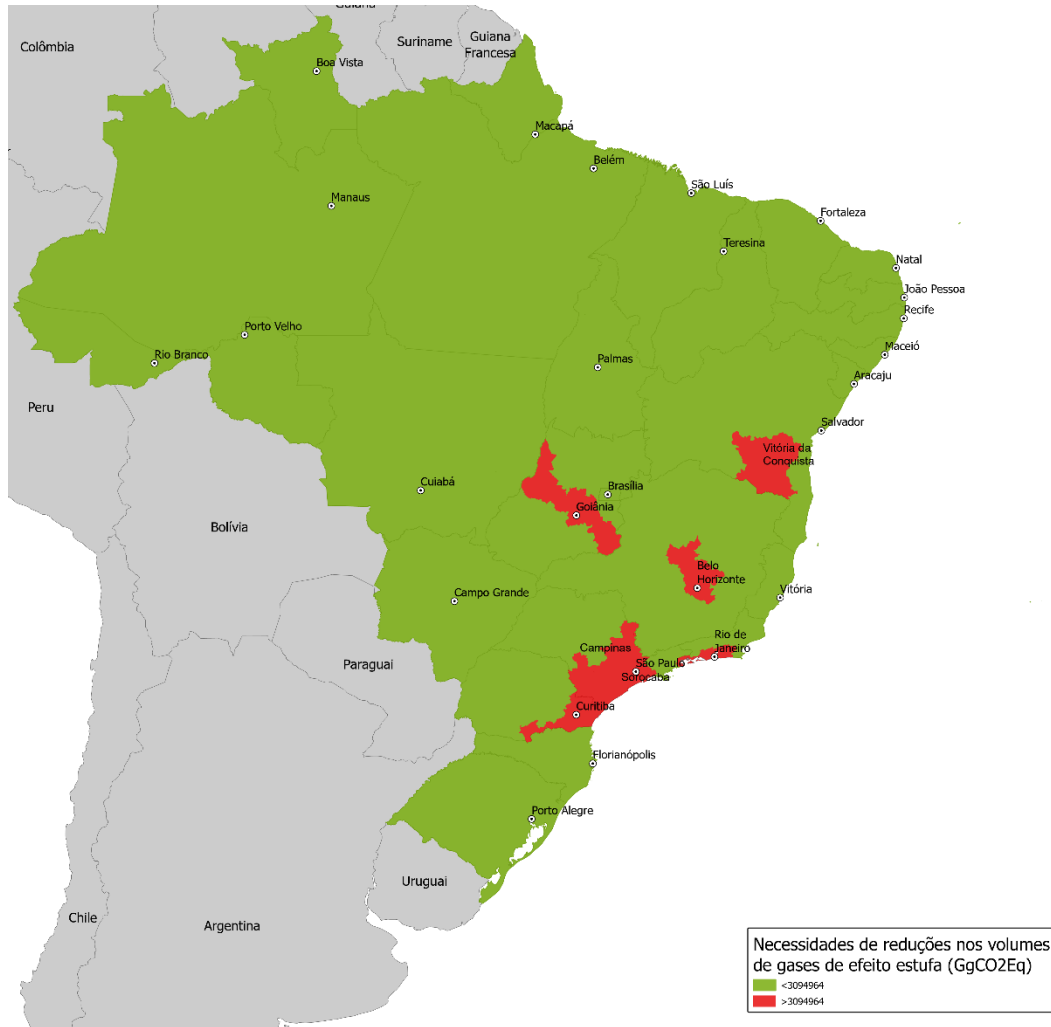 Guiana
Colômbia
Suriname
Guiana
Francesa
Boa Vista
Macapá
Belém
São Luís
Manaus
Fortaleza
Teresina
Natal
João Pessoa
Recife
Porto Velho
Rio Branco
Palmas
Maceió
Aracaju
Peru
Salvador
Vitória da
Conquista
Cuiabá
Brasília
Goiânia
Bolívia
Belo
Horizonte
Campo Grande
Vitória
Rio de
Janeiro
Campinas
Paraguai
São Paulo
Sorocaba
Curitiba
Florianópolis
Porto Alegre
Uruguai
Chile
Argentina
Necessidades de reduções nos volumes
de gases de efeito estufa (GgCO2Eq)
<3094964
>3094964